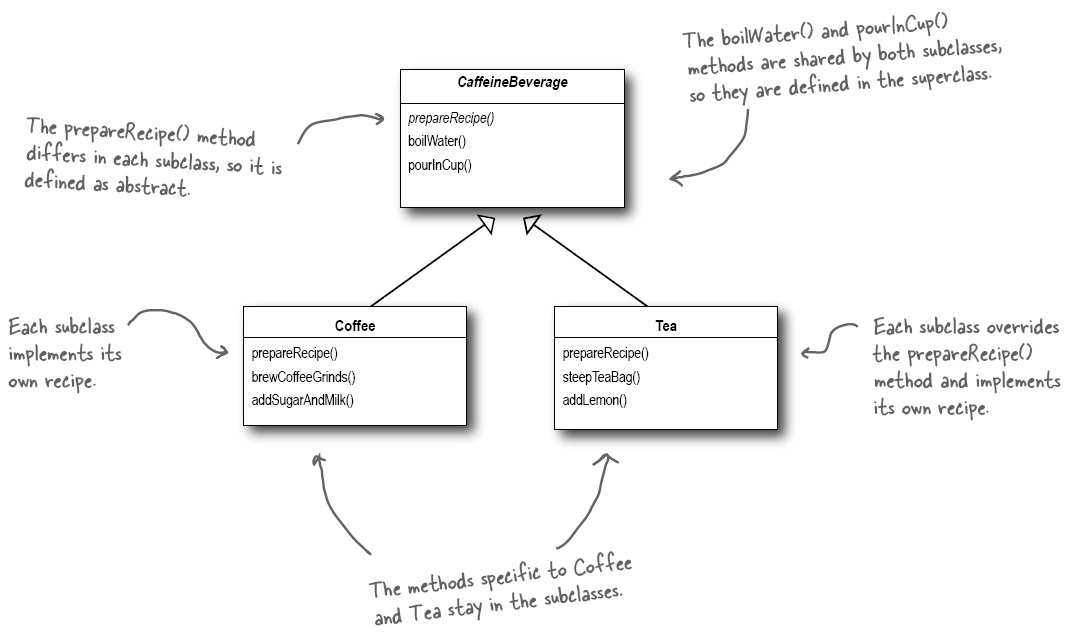 The boilWater() and pourInCup()
methods are shared by both subclasses,
so they are defined in the superclass.
CaffeineBeverage
prepareRecipe()
boilWater()
pourInCup()
The prepareRecipe() method
differs in each subclass, so it is
defined as abstract.
Each subclass
implements its
own recipe.
Coffee
prepareRecipe()
brewCoffeeGrinds()
addSugarAndMilk()
Tea
prepareRecipe()
steepTeaBag()
addLemon()
Each subclass overrides
the prepareRecipe()
method and implements
its own recipe.
The methods specific to Coffee
and Tea stay in the subclasses.